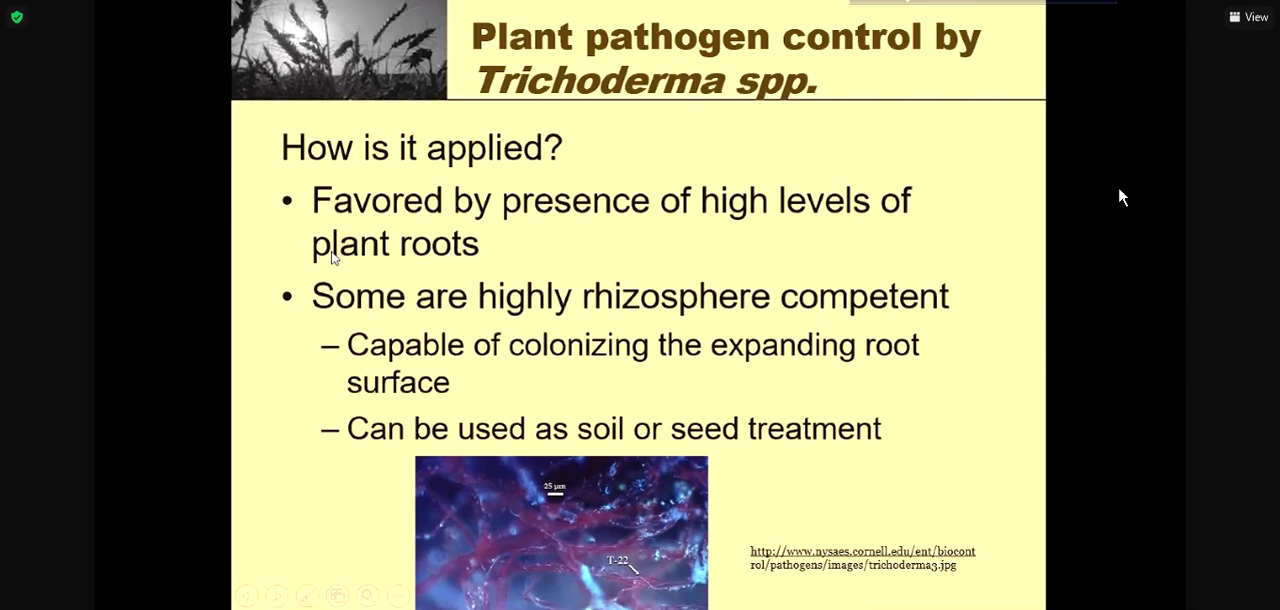 View
Plant pathogen control by
Trichoderma spp.
How is it applied?
• Favored by presence of high levels of
plant roots
• Some are highly rhizosphere competent
– Capable of colonizing the expanding root
surface
– Can be used as soil or seed treatment
25 µm
T-22
http://www.nysaes.cornell.edu/ent/biocont
rol/pathogens/images/trichoderma3.jpg